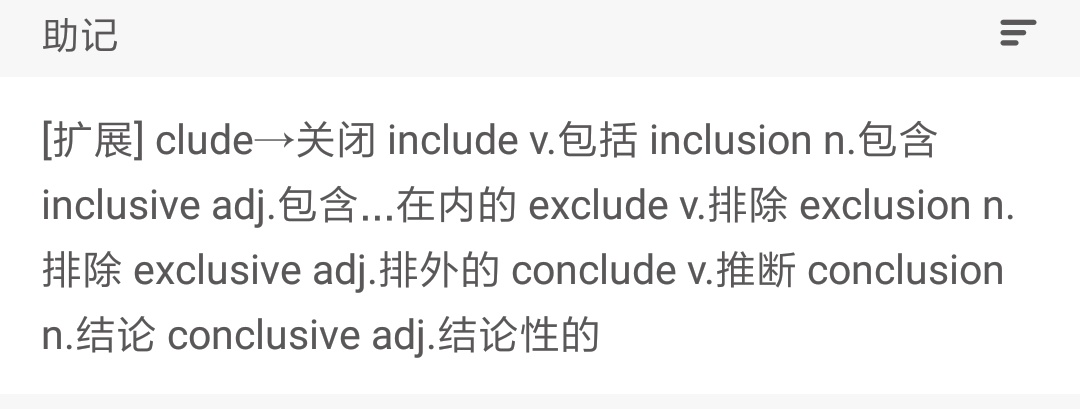 助记
[扩展] clude→关闭 include v.包括 inclusion n.包含
inclusive adj.包含...在内的 exclude v.排除 exclusion n.
排除 exclusive adj.排外的 conclude v.推断 conclusion
n.结论 conclusive adj.结论性的